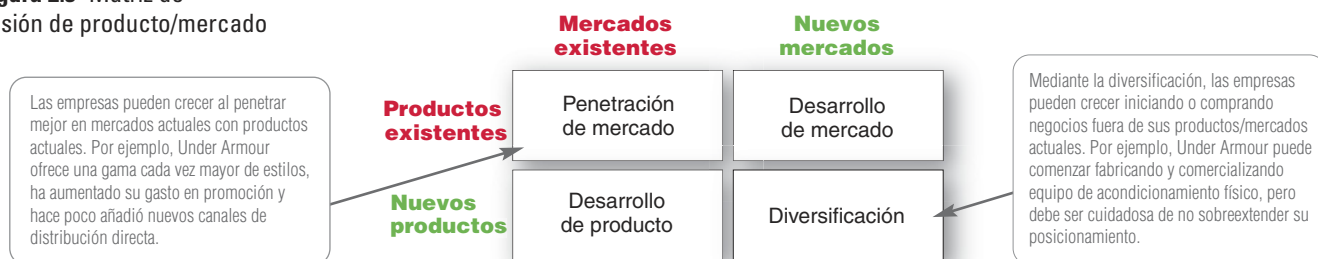 Figura 2.3 Matriz de
sión de producto/mercado
Mercados
existentes
Nuevos
mercados
Las empresas pueden crecer al penetrar
mejor en mercados actuales con productos
actuales. Por ejemplo, Under Armour
ofrece una gama cada vez mayor de estilos,
ha aumentado su gasto en promoción y
hace poco añadió nuevos canales de
distribución directa.
Productos
existentes
Penetración
de mercado
Desarrollo
de mercado
Nuevos
productos
Desarrollo
de producto
Diversificación
Mediante la diversificación, las empresas
pueden crecer iniciando o comprando
negocios fuera de sus productos/mercados
actuales. Por ejemplo, Under Armour puede
comenzar fabricando y comercializando
equipo de acondicionamiento físico, pero
debe ser cuidadosa de no sobreextender su
posicionamiento.